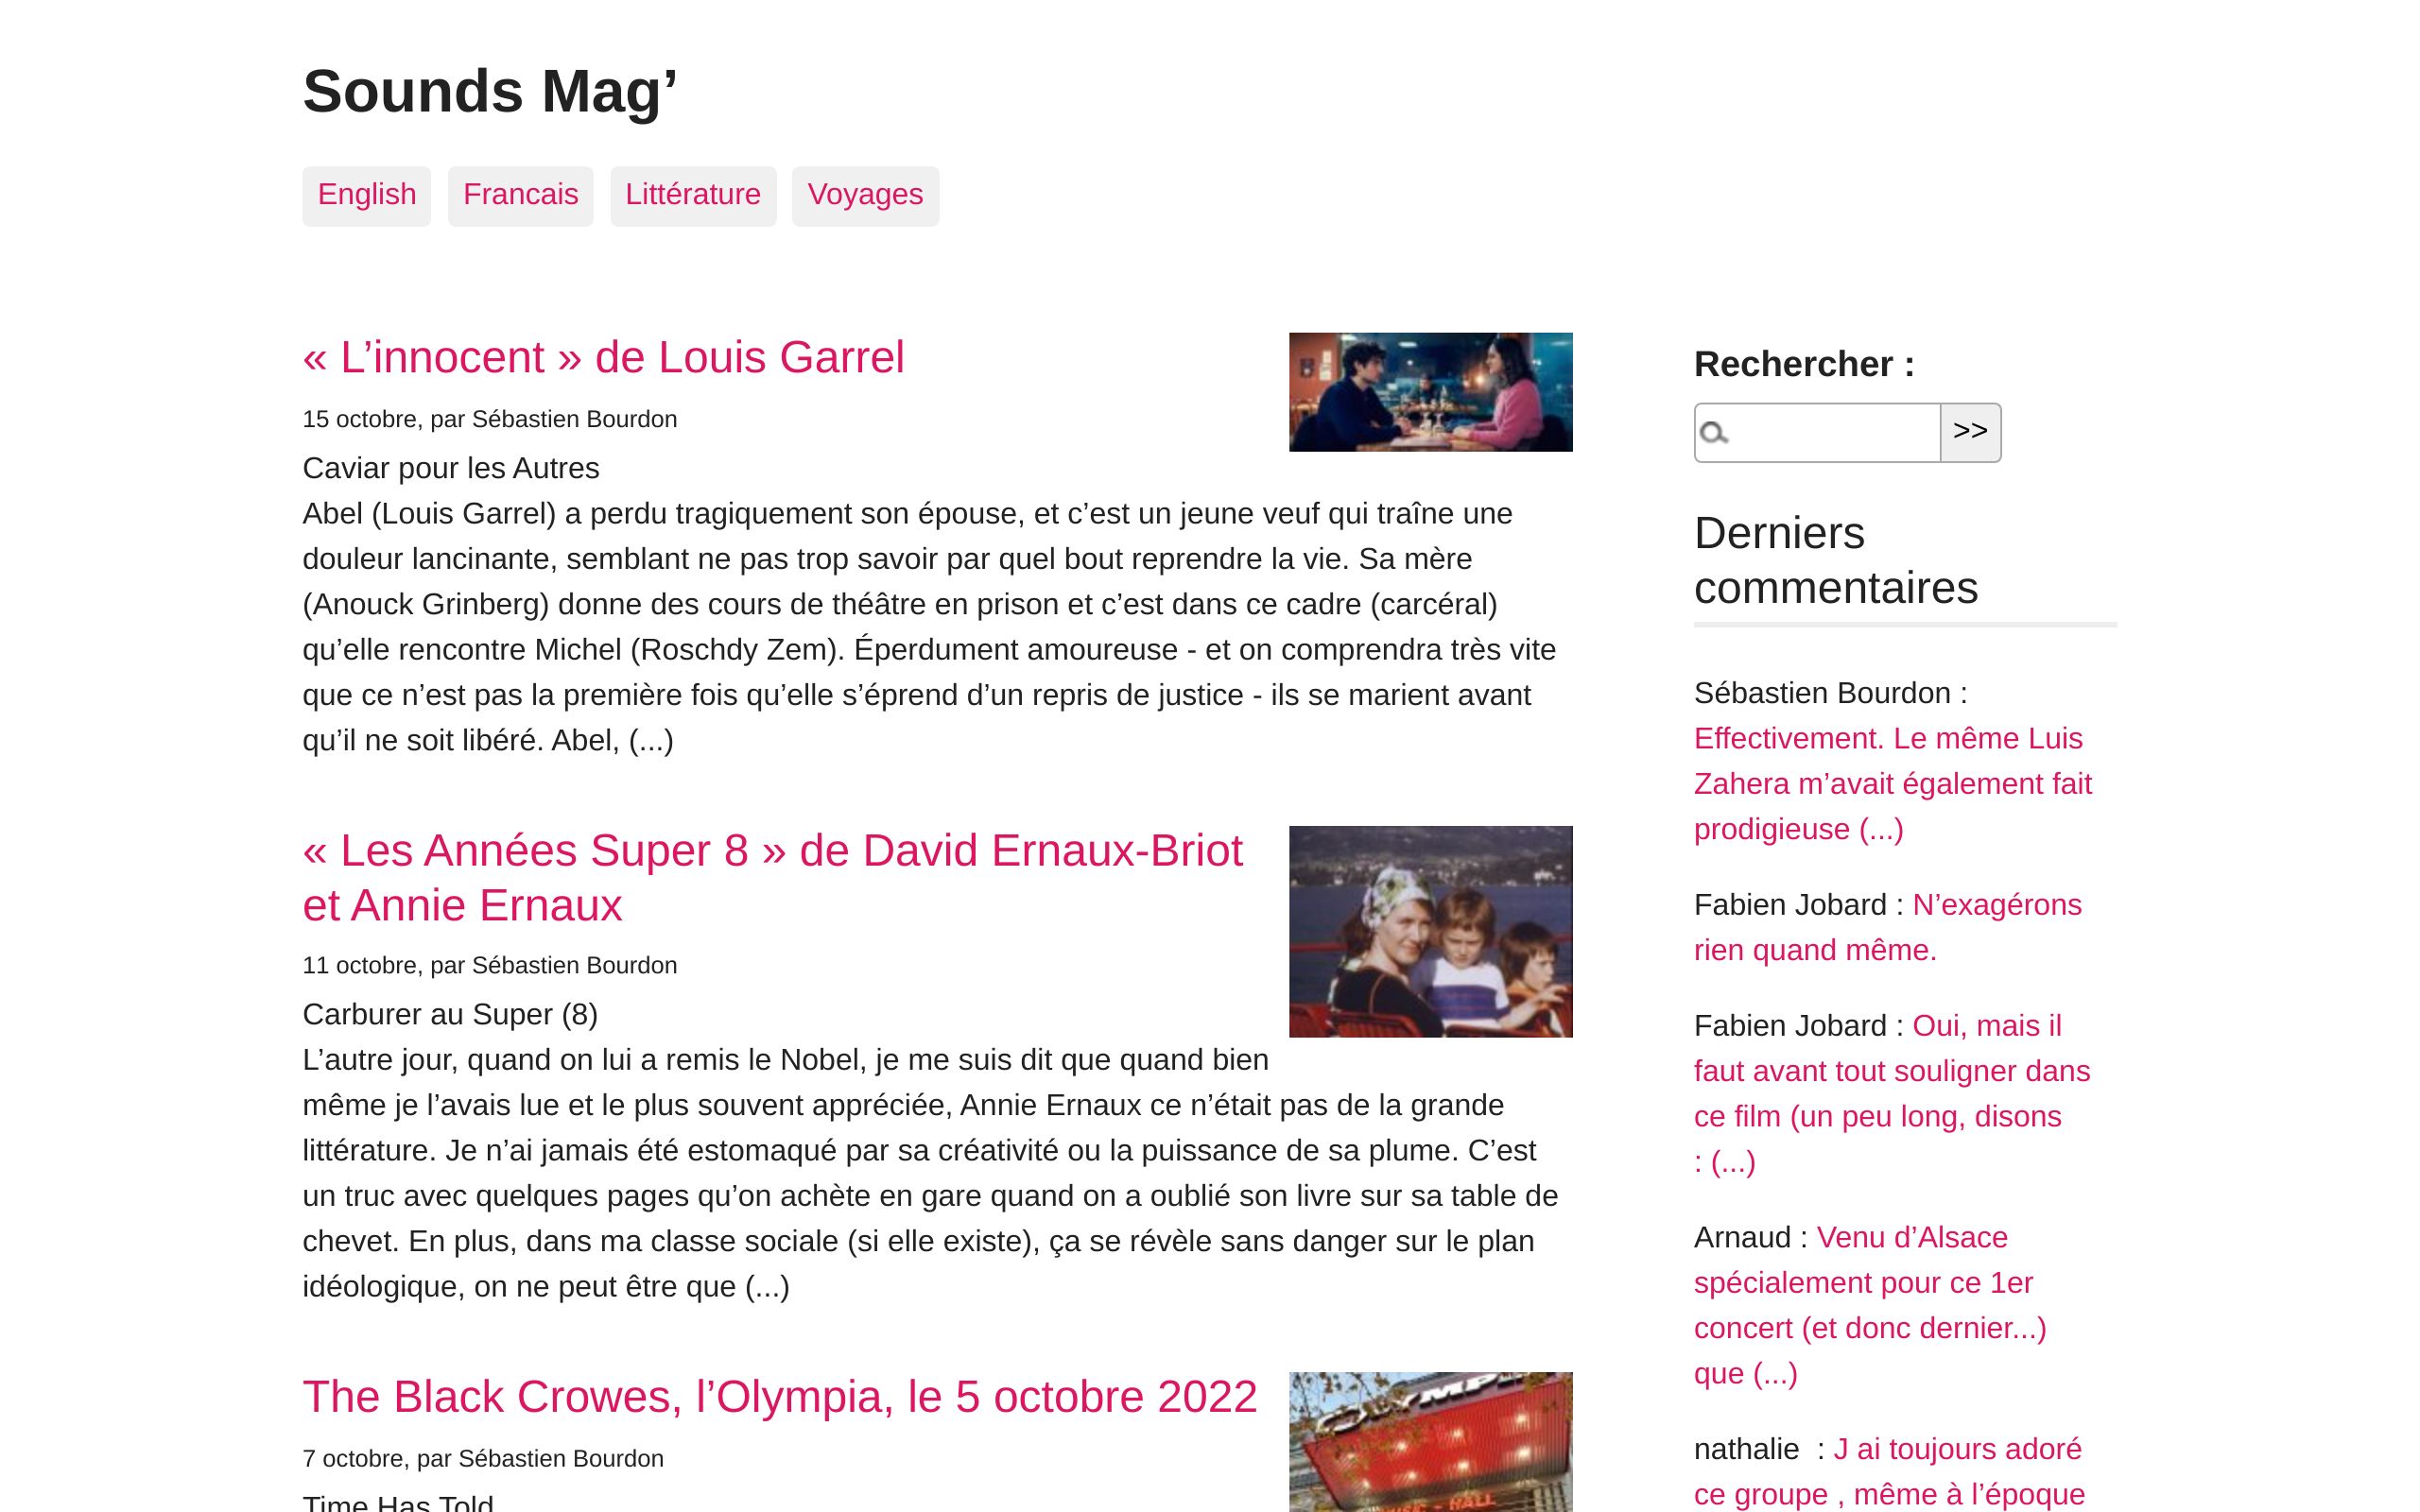 Sounds Mag’
English
Francais
Littérature
Voyages
« L’innocent » de Louis Garrel
15 octobre, par Sébastien Bourdon
Caviar pour les Autres
Abel (Louis Garrel) a perdu tragiquement son épouse, et c’est un jeune veuf qui traîne une
douleur lancinante, semblant ne pas trop savoir par quel bout reprendre la vie. Sa mère
(Anouck Grinberg) donne des cours de théâtre en prison et c’est dans ce cadre (carcéral)
qu’elle rencontre Michel (Roschdy Zem). Éperdument amoureuse - et on comprendra très vite
que ce n’est pas la première fois qu’elle s’éprend d’un repris de justice - ils se marient avant
qu’il ne soit libéré. Abel, (...)
« Les Années Super 8 » de David Ernaux-Briot
et Annie Ernaux
11 octobre, par Sébastien Bourdon
Carburer au Super (8)
L’autre jour, quand on lui a remis le Nobel, je me suis dit que quand bien
même je l’avais lue et le plus souvent appréciée, Annie Ernaux ce n’était pas de la grande
littérature. Je n’ai jamais été estomaqué par sa créativité ou la puissance de sa plume. C’est
un truc avec quelques pages qu’on achète en gare quand on a oublié son livre sur sa table de
chevet. En plus, dans ma classe sociale (si elle existe), ça se révèle sans danger sur le plan
idéologique, on ne peut être que (...)
The Black Crowes, l’Olympia, le 5 octobre 2022
7 octobre, par Sébastien Bourdon
Time Has Told
Rechercher :
>>
Derniers
commentaires
Sébastien Bourdon :
Effectivement. Le même Luis
Zahera m’avait également fait
prodigieuse (...)
Fabien Jobard : N’exagérons
rien quand même.
Fabien Jobard : Oui, mais il
faut avant tout souligner dans
ce film (un peu long, disons
: (...)
Arnaud : Venu d’Alsace
spécialement pour ce 1er
concert (et donc dernier...)
que (...)
nathalie  : J ai toujours adoré
ce groupe , même à l’époque